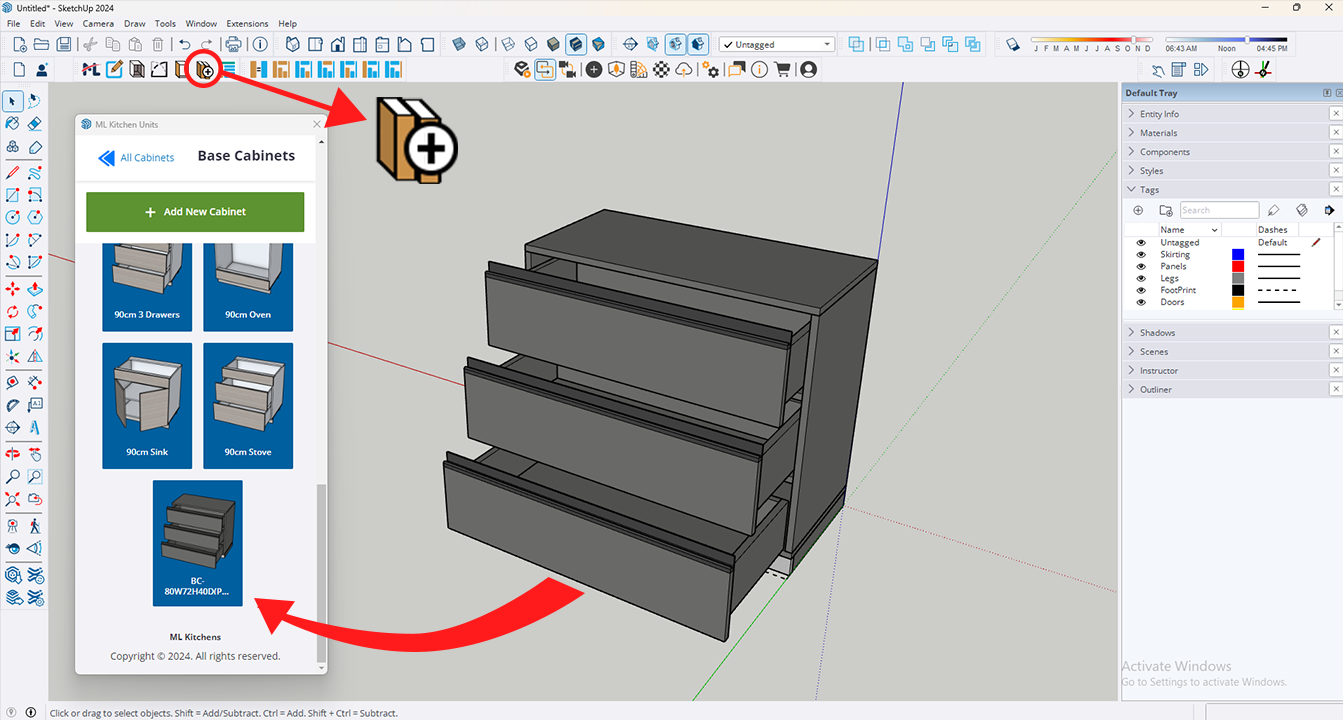 Untitled* - SketchUp 2024
File Edit View Camera Draw Tools Window Extensions Help
Untagged
J F M A M J J A S O N D
06:43 AM Noon 04:45 PM
ML
Default Tray
Entity Info
Materials
Components
Styles
Tags
Search
Name Dashes
Untagged Default
Skirting
Panels
Legs
FootPrint
Doors
Shadows
Scenes
Instructor
Outliner
ML Kitchen Units
All Cabinets Base Cabinets
+ Add New Cabinet
90cm 3 Drawers 90cm Oven
90cm Sink 90cm Stove
BC-
80W72H40D(P...
ML Kitchens
Copyright © 2024. All rights reserved.
Activate Windows
Go to Settings to activate Windows.
Click or drag to select objects. Shift = Add/Subtract. Ctrl = Add. Shift + Ctrl = Subtract.